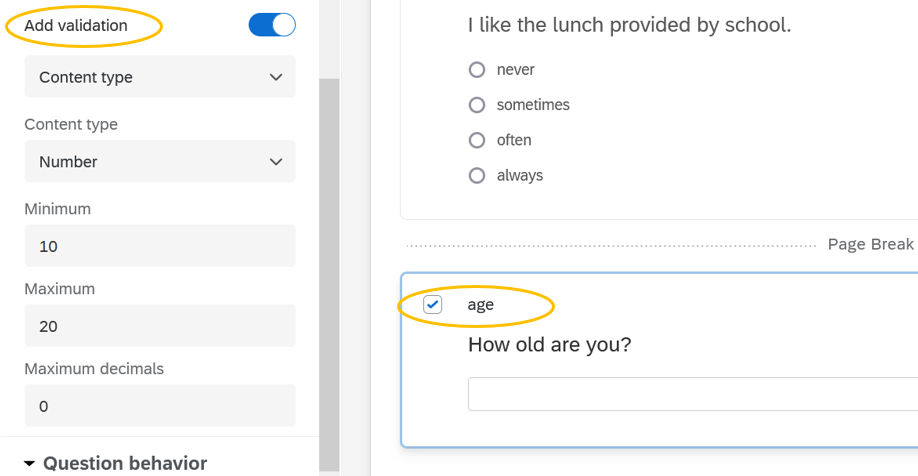 Add validation
Content type
Content type
Number
Minimum
10
Maximum
20
Maximum decimals
0
Question behavior
I like the lunch provided by school.
never
sometimes
often
always
Page Break
age
How old are you?